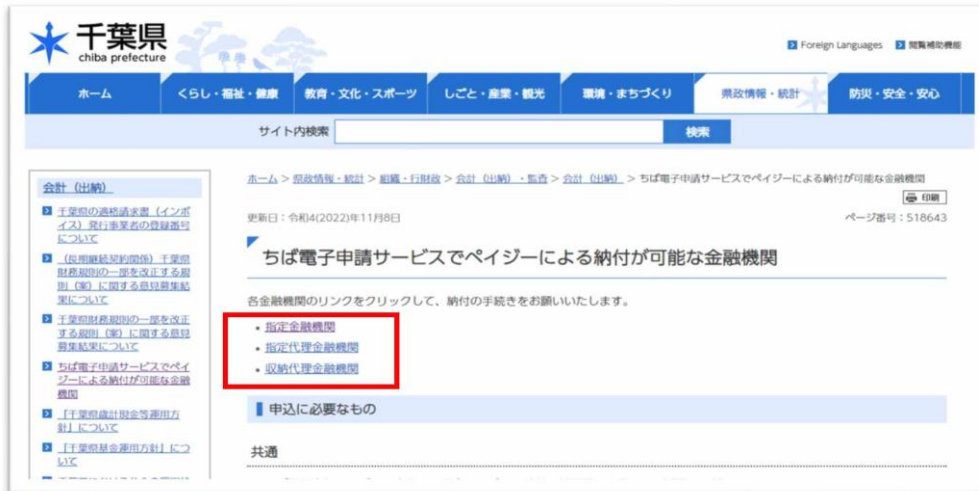 千葉県
chiba prefecture
Foreign Languages
閲覧補助機能
ホーム
くらし・福祉・健康
教育・文化・スポーツ
しごと・産業・観光
環境・まちづくり
県政情報・統計
防災・安全・安心
サイト内検索
検索
会計（出納）
千葉県の適格請求書（インボ
イス）発行事業者の登録番号
について
（長期継続契約関係）千葉県
財務規則の一部を改正する規
則（案）に関する意見募集結
果について
千葉県財務規則の一部を改正
する規則（案）に関する意見
募集結果について
ちば電子申請サービスでペイ
ジーによる納付が可能な金融
機関
「千葉県歳計現金等運用方
針」について
「千葉県基金運用方針」につ
いて
ホーム > 県政情報・統計 > 組織・行財政 > 会計（出納）・監査 > 会計（出納） > ちば電子申請サービスでペイジーによる納付が可能な金融機関
印刷
更新日：令和4(2022)年11月8日
ページ番号：518643
ちば電子申請サービスでペイジーによる納付が可能な金融機関
各金融機関のリンクをクリックして、納付の手続きをお願いいたします。
• 指定金融機関
• 指定代理金融機関
• 収納代理金融機関
申込に必要なもの
共通